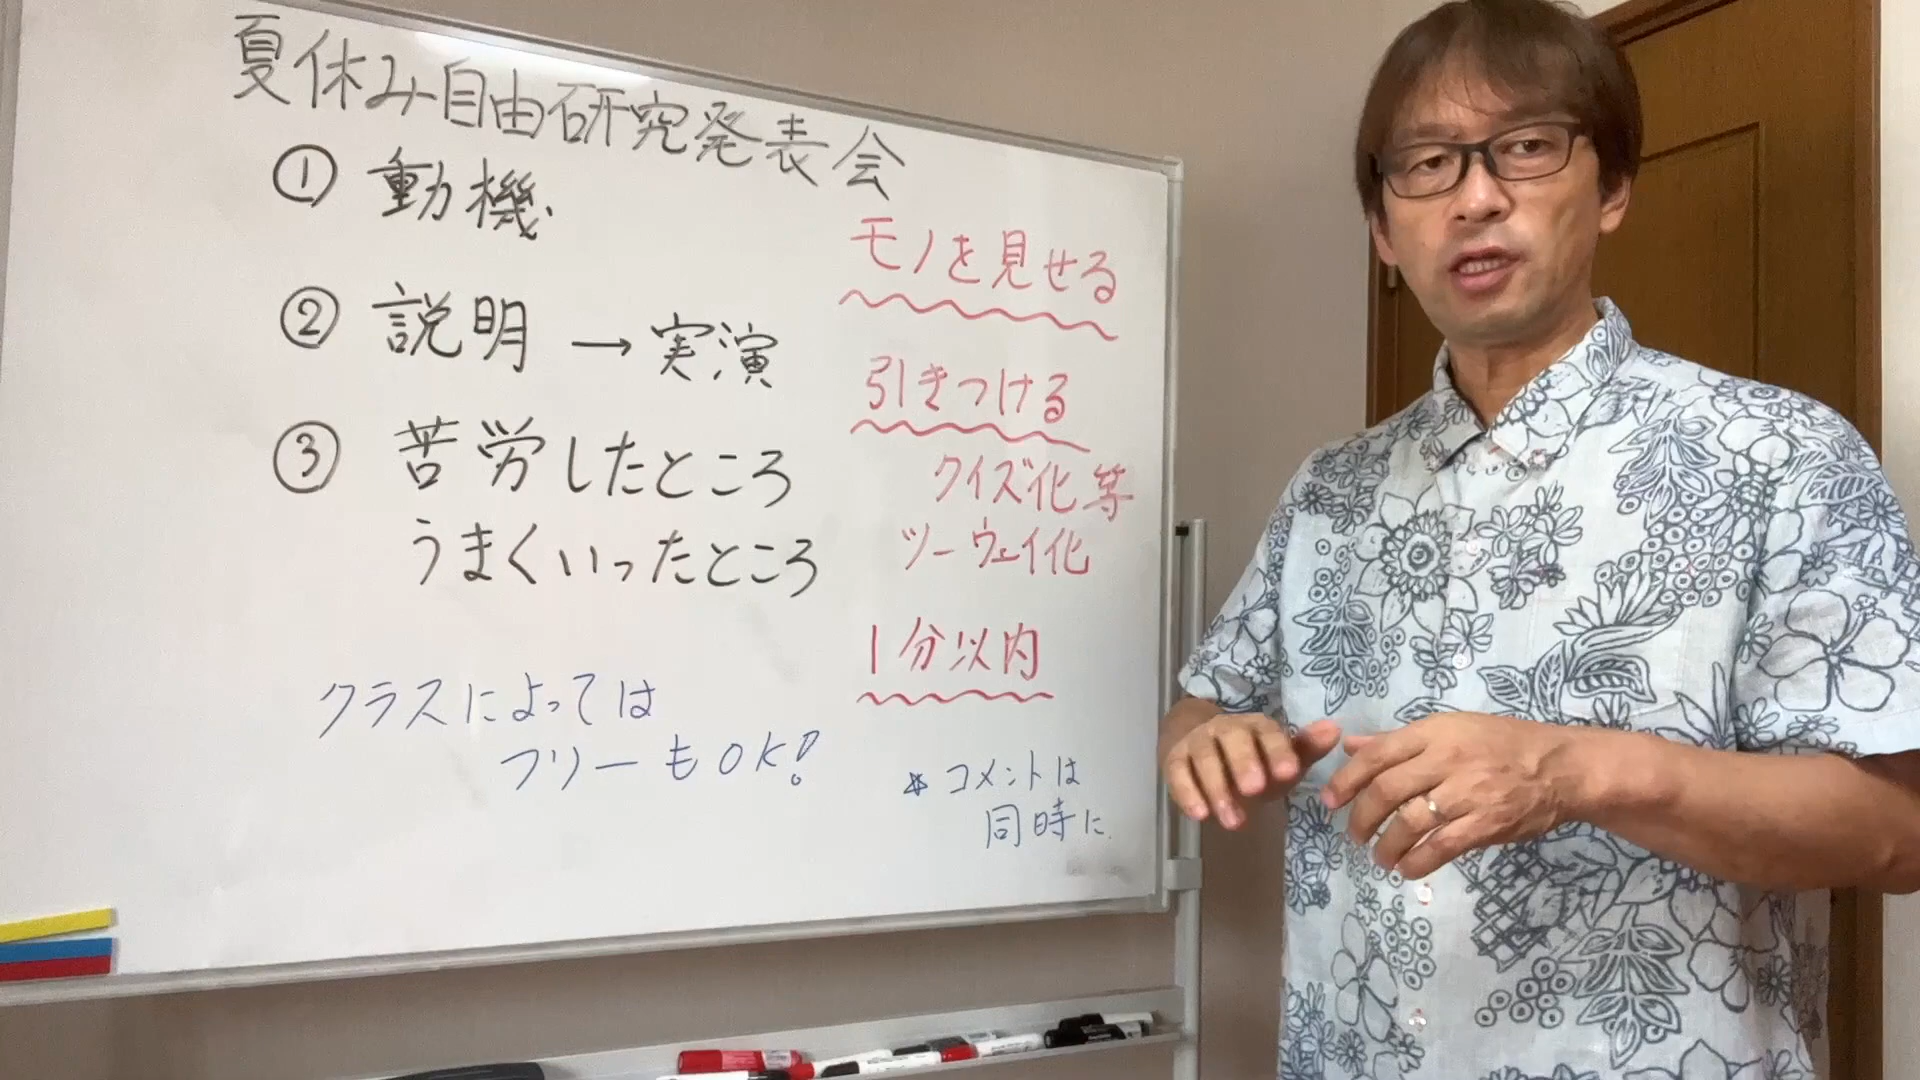 夏休み自由研究発表会
① 動機
② 説明 → 実演
③ 苦労したところ
うまくいったところ
クラスによっては
フリーもOK!
モノを見せる
引きつける
クイズ化等
ツーウェイ化
1分以内
* コメントは
同時に